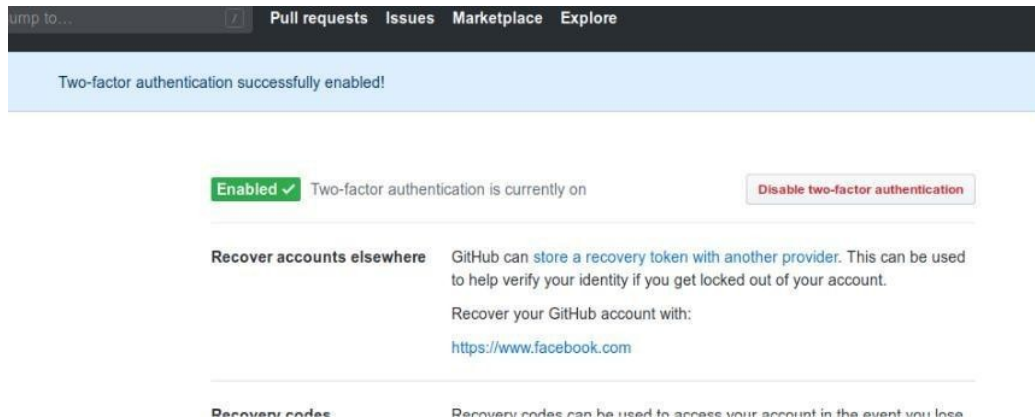 ump to... /
Pull requests Issues Marketplace Explore
Two-factor authentication successfully enabled!
Enabled ✓ Two-factor authentication is currently on
Disable two-factor authentication
Recover accounts elsewhere
GitHub can store a recovery token with another provider. This can be used
to help verify your identity if you get locked out of your account.
Recover your GitHub account with:
https://www.facebook.com
Recovery codes
Recovery codes can be used to access your account in the event you lose